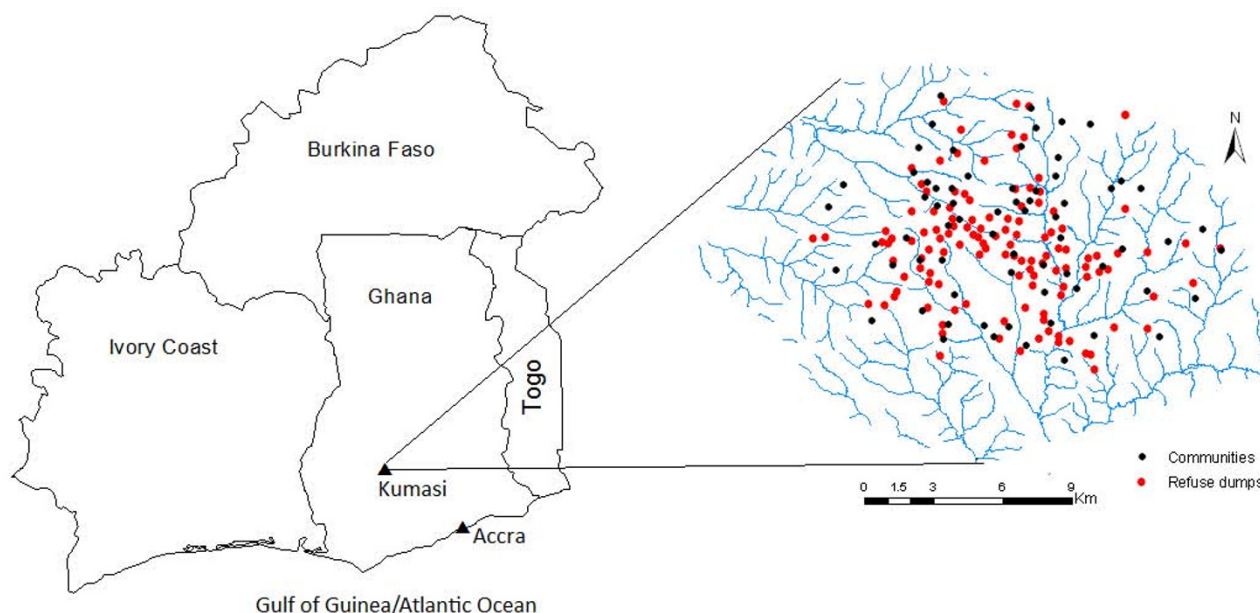 Burkina Faso
Ghana
Ivory Coast
Togo
Kumasi
Accra
Gulf of Guinea/Atlantic Ocean
N
Communities
Refuse dumps
0 1.5 3 6 9
Km